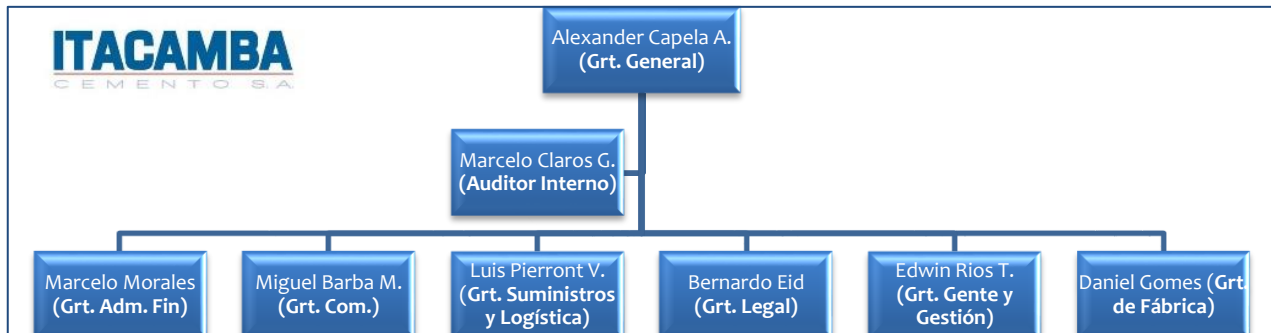 ITACAMBA
CEMENTO S.A.
Alexander Capela A.
(Grt. General)
Marcelo Claros G.
(Auditor Interno)
Marcelo Morales
(Grt. Adm. Fin)
Miguel Barba M.
(Grt. Com.)
Luis Pierront V.
(Grt. Suministros
y Logística)
Bernardo Eid
(Grt. Legal)
Edwin Rios T.
(Grt. Gente y
Gestión)
Daniel Gomes (Grt.
de Fábrica)